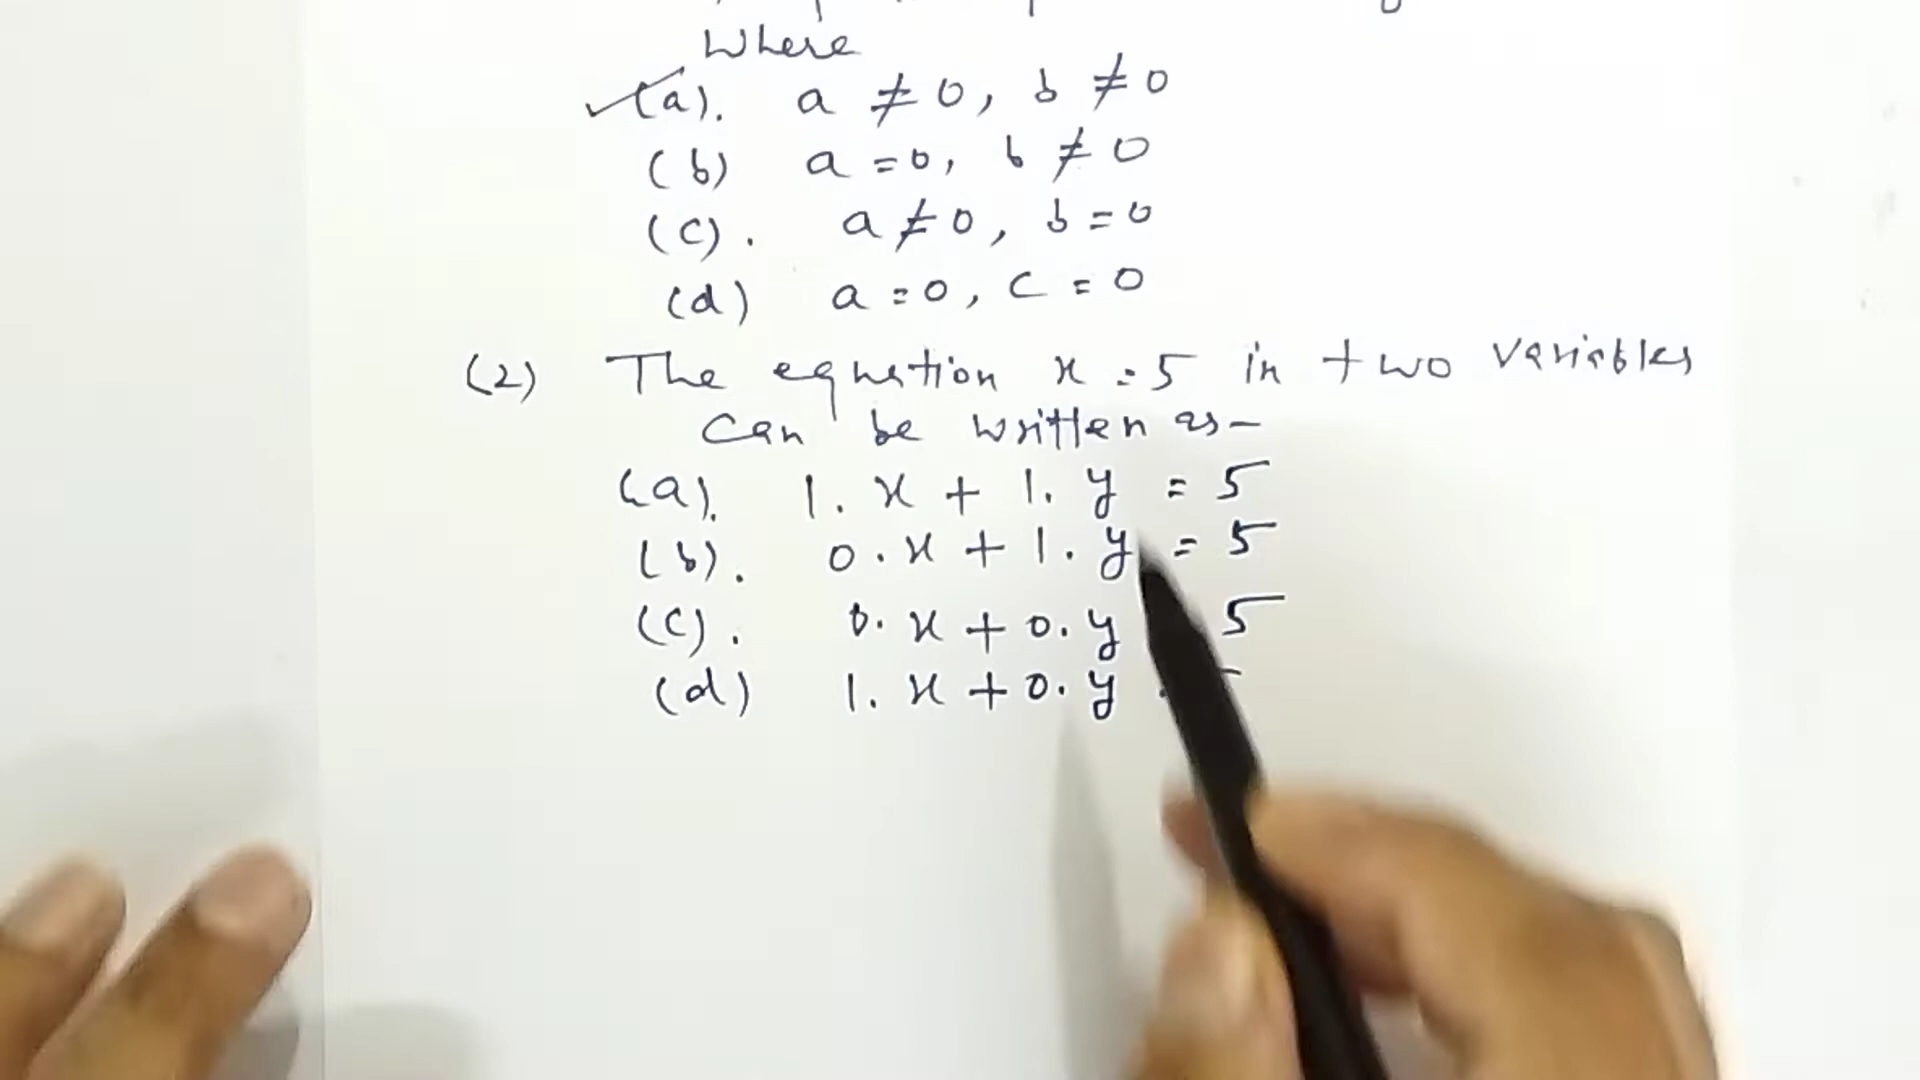 Where
(a). a ≠ 0, b ≠ 0
(b) a = 0, b ≠ 0
(c). a ≠ 0, b = 0
(d) a = 0, c = 0
(2) The equation x = 5 in two variables
can be written as-
(a). 1. x + 1. y = 5
(b). 0. x + 1. y = 5
(c). 0. x + 0. y 5
(d) 1. x + 0. y